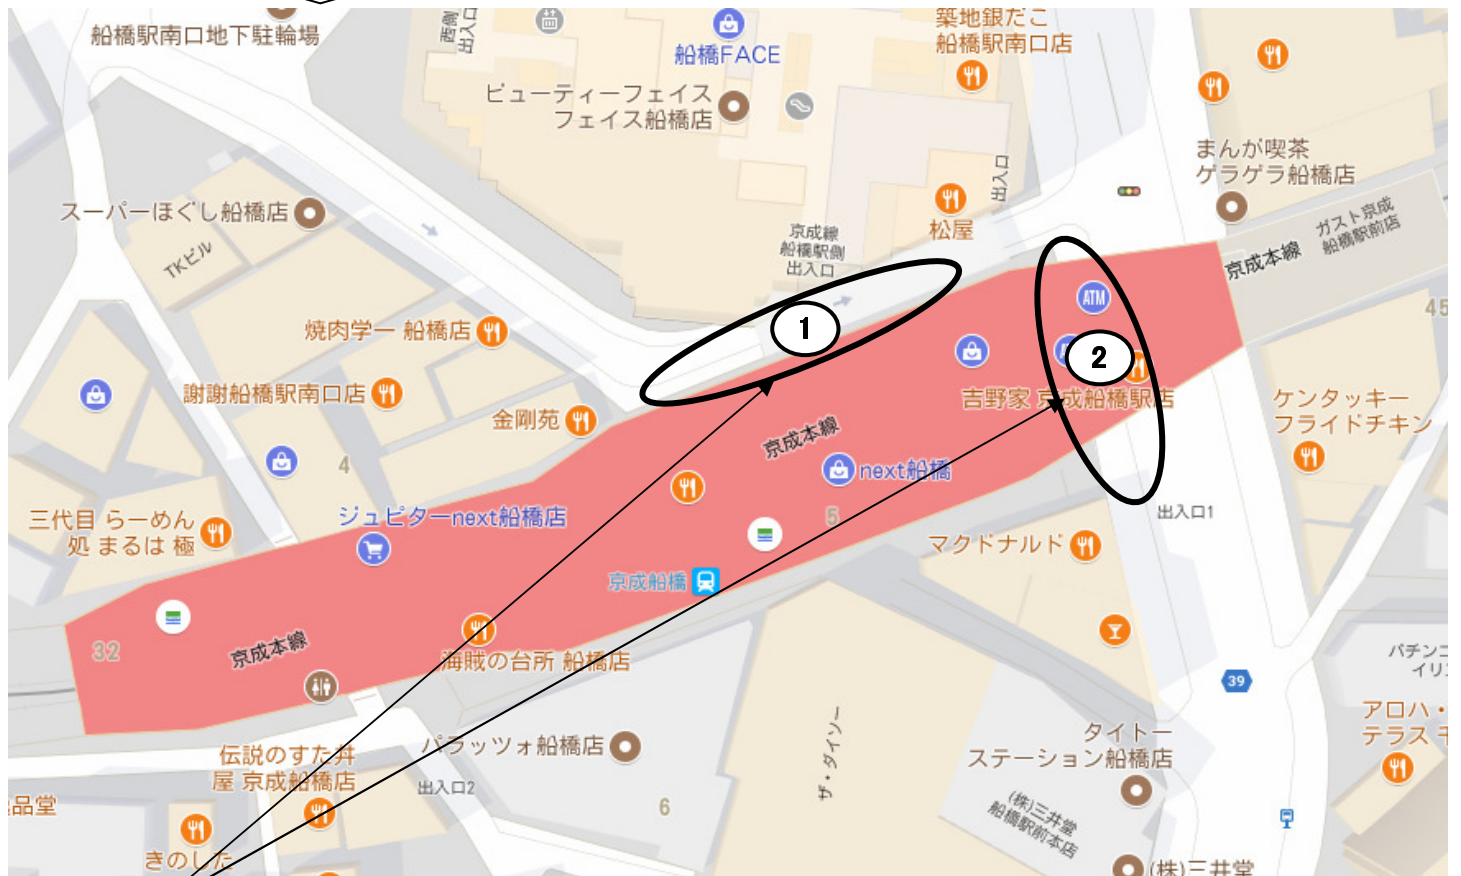 船橋駅南口地下駐輪場
西側
出入口
船橋FACE
築地銀だこ
船橋駅南口店
ビューティーフェイス
フェイス船橋店
まんが喫茶
ゲラゲラ船橋店
出入口
スーパーほぐし船橋店
TKビル
松屋
京成線
船橋駅側
出入口
ガスト京成
船橋駅前店
京成本線
ATM
45
焼肉学一 船橋店
1
2
謝謝船橋駅南口店
吉野家 京成船橋駅店
ケンタッキー
フライドチキン
金剛苑
京成本線
4
next船橋
三代目 らーめん
処 まるは 極
ジュピターnext船橋店
5
出入口1
マクドナルド
京成船橋
32
京成本線
海賊の台所 船橋店
39
パチンコ
アロハ・
テラス
伝説のすた丼
屋 京成船橋店
パラッツォ船橋店
ザ・ダイソー
タイトー
ステーション船橋店
出入口2
品堂
6
(株)三井堂
船橋駅前本店
きのした
(株)三井堂